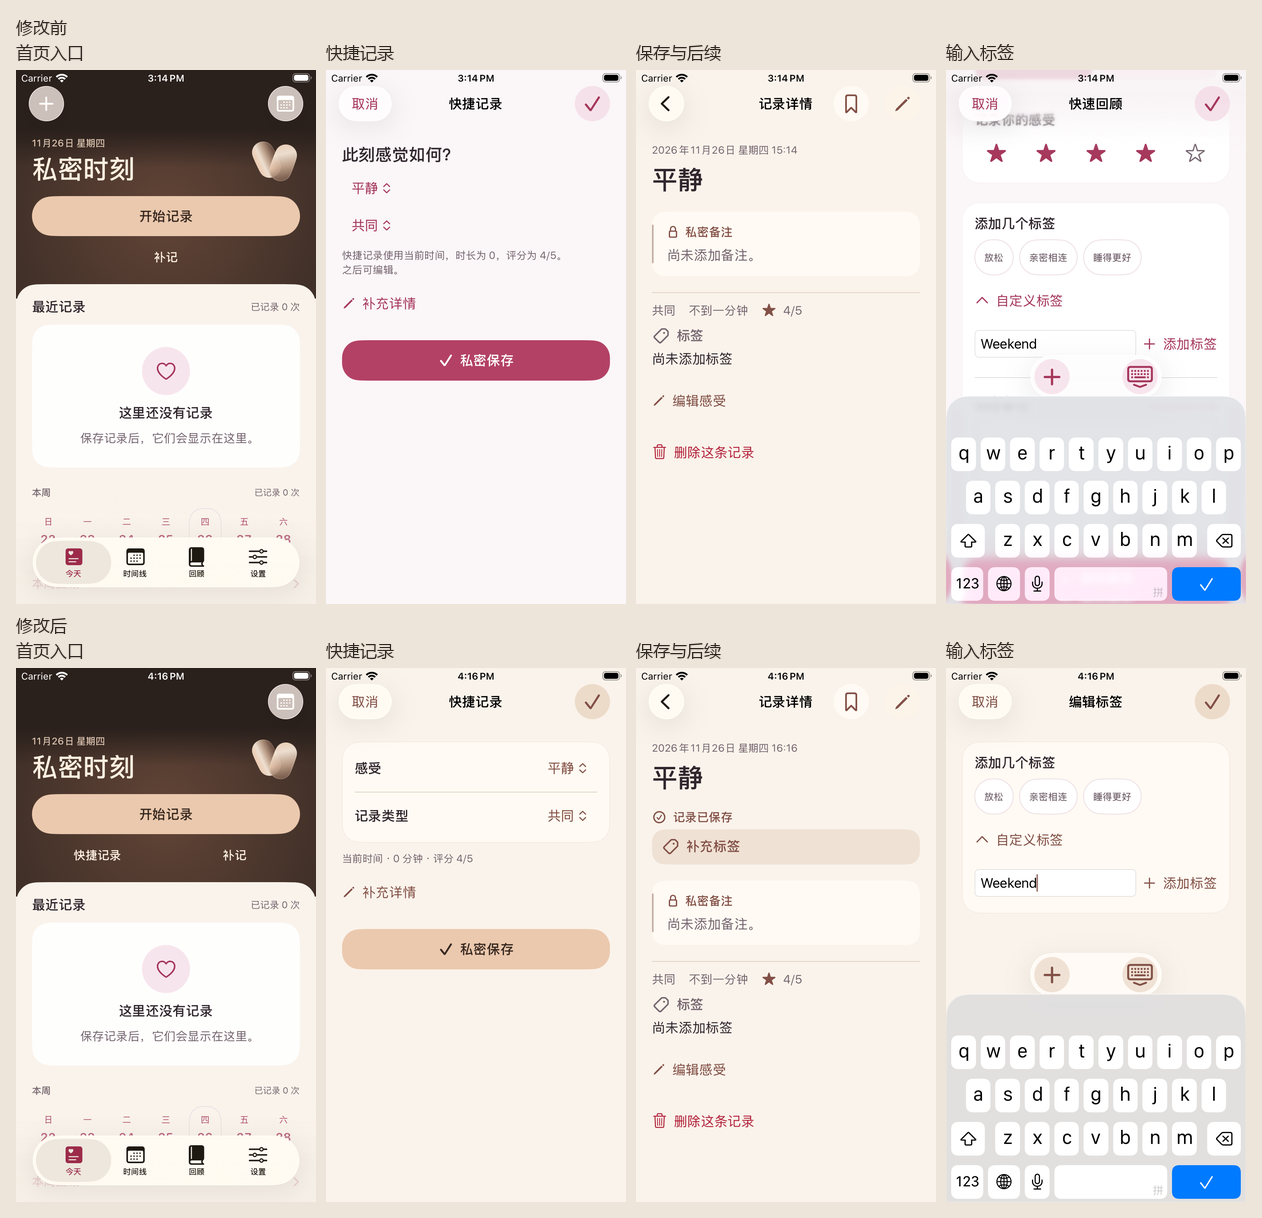 修改前
首页入口
Carrier 3:14 PM
11月26日 星期四
私密时刻
开始记录
补记
最近记录 已记录 0 次
这里还没有记录
保存记录后，它们会显示在这里。
本周 已记录 0 次
日 一 二 三 四 五 六
今天 时间线 回顾 设置
快捷记录
Carrier 3:14 PM
取消 快捷记录
此刻感觉如何?
平静
共同
快捷记录使用当前时间，时长为 0，评分为 4/5。
之后可编辑。
补充详情
私密保存
保存与后续
Carrier 3:14 PM
记录详情
2026年11月26日 星期四 15:14
平静
私密备注
尚未添加备注。
共同 不到一分钟 4/5
标签
尚未添加标签
编辑感受
删除这条记录
输入标签
Carrier 3:14 PM
取消 快速回顾
记录你的感受
添加几个标签
放松 亲密相连 睡得更好
自定义标签
Weekend 添加标签
q w e r t y u i o p
a s d f g h j k l
z x c v b n m
123 拼
修改后
首页入口
Carrier 4:16 PM
11月26日 星期四
私密时刻
开始记录
快捷记录 补记
最近记录 已记录 0 次
这里还没有记录
保存记录后，它们会显示在这里。
本周 已记录 0 次
日 一 二 三 四 五 六
今天 时间线 回顾 设置
快捷记录
Carrier 4:16 PM
取消 快捷记录
感受 平静
记录类型 共同
当前时间 · 0 分钟 · 评分 4/5
补充详情
私密保存
保存与后续
Carrier 4:16 PM
记录详情
2026年11月26日 星期四 16:16
平静
记录已保存
补充标签
私密备注
尚未添加备注。
共同 不到一分钟 4/5
标签
尚未添加标签
编辑感受
删除这条记录
输入标签
Carrier 4:16 PM
取消 编辑标签
添加几个标签
放松 亲密相连 睡得更好
自定义标签
Weekend 添加标签
q w e r t y u i o p
a s d f g h j k l
z x c v b n m
123 拼